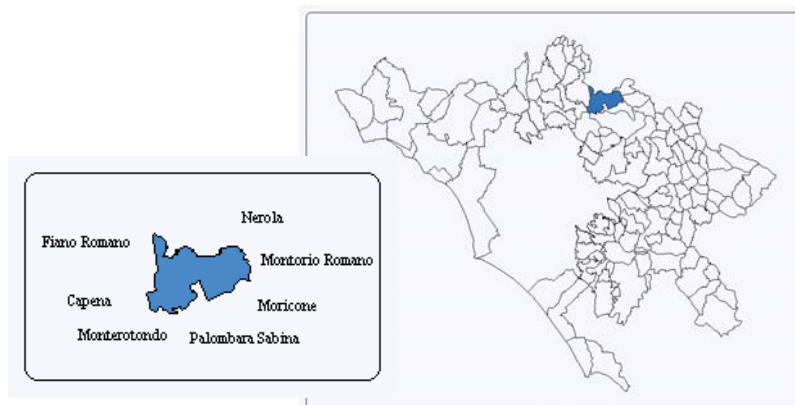 Nerola
Fiano Romano
Montorio Romano
Capena
Moricone
Monterotondo
Palombara Sabina